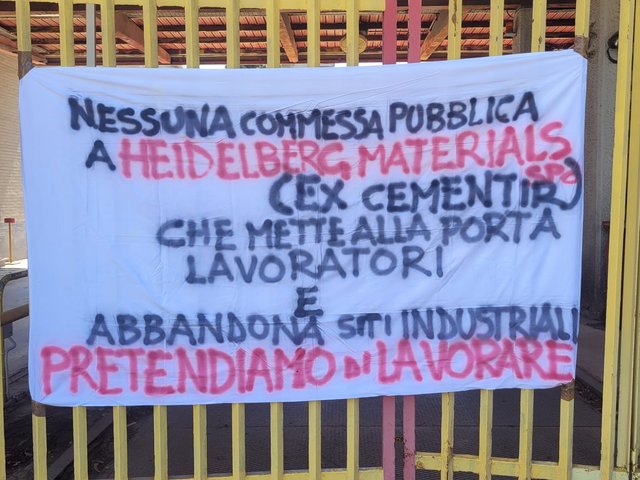 NESSUNA COMMESSA PUBBLICA
A HEIDELBERG MATERIALS SPA
(EX CEMENTIR)
CHE METTE ALLA PORTA
LAVORATORI
E
ABBANDONA SITI INDUSTRIALI
PRETENDIAMO DI LAVORARE